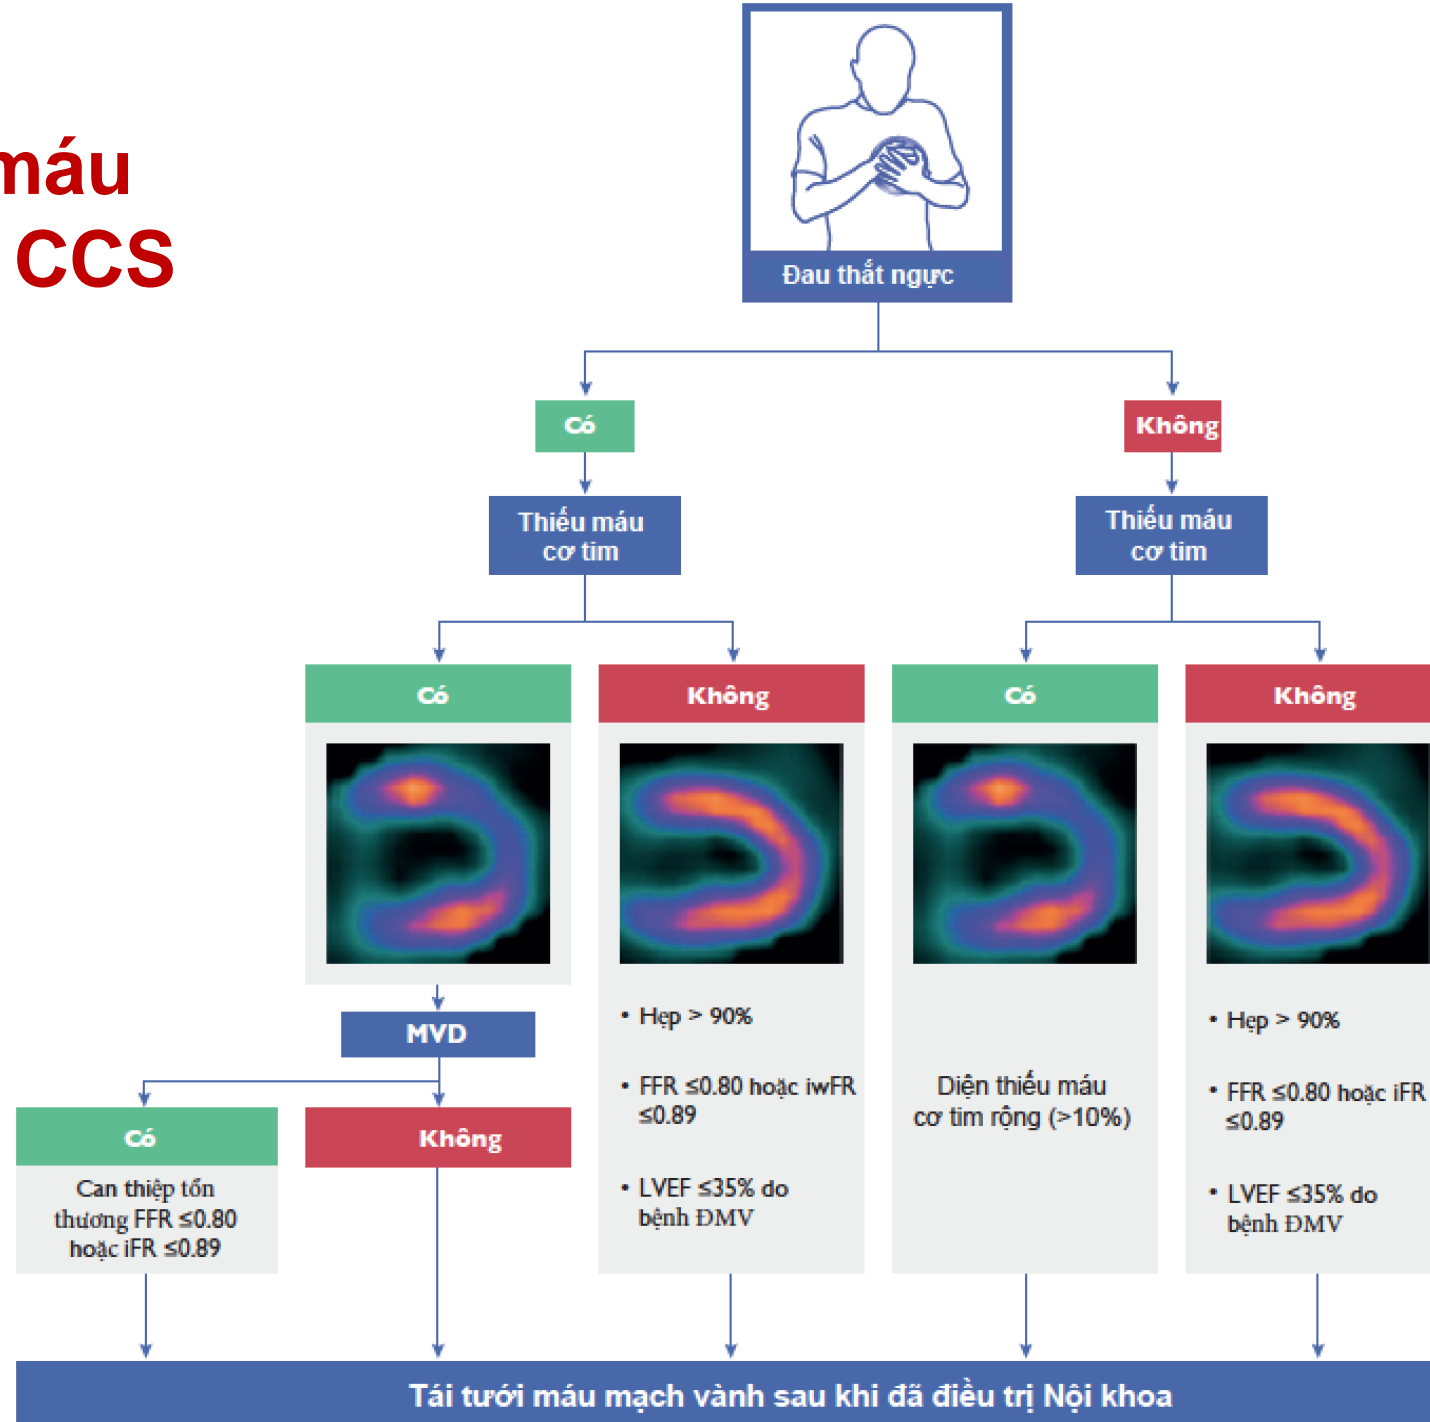 máu
CCS
Đau thắt ngực
Có
Không
Thiếu máu
cơ tim
Thiếu máu
cơ tim
Có
Không
Có
Không
MVD
Có
Không
Can thiệp tổn
thương FFR ≤0.80
hoặc iFR ≤0.89
• Hẹp > 90%
• FFR ≤0.80 hoặc iwFR
≤0.89
• LVEF ≤35% do
bệnh ĐMV
Diện thiếu máu
cơ tim rộng (>10%)
• Hẹp > 90%
• FFR ≤0.80 hoặc iFR
≤0.89
• LVEF ≤35% do
bệnh ĐMV
Tái tưới máu mạch vành sau khi đã điều trị Nội khoa